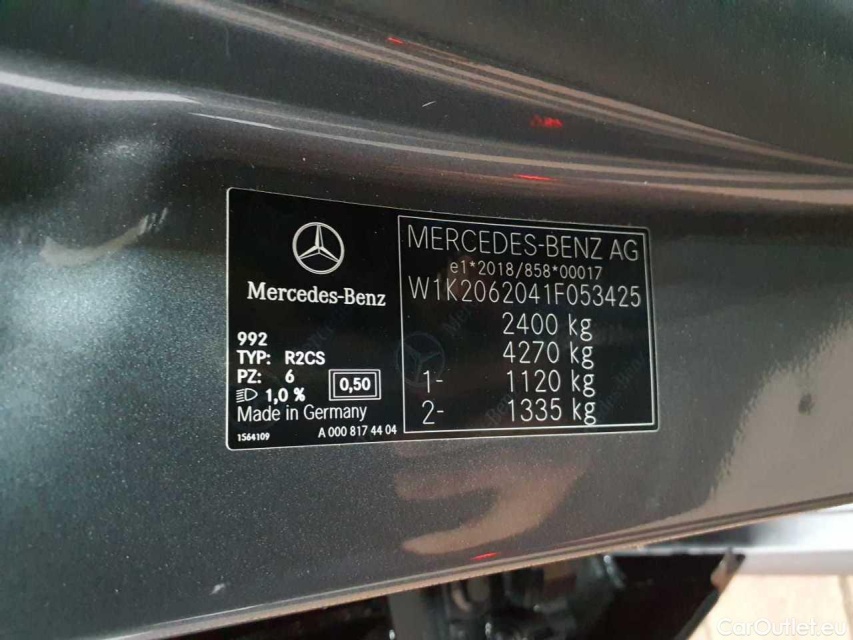 Mercedes-Benz
992
TYP: R2CS
PZ: 6
0,50
1,0 %
Made in Germany
1564109
A 000 817 44 04
MERCEDES-BENZ AG
e1*2018/858*00017
W1K2062041F053425
2400 kg
4270 kg
1- 1120 kg
2- 1335 kg
CarOutlet.eu